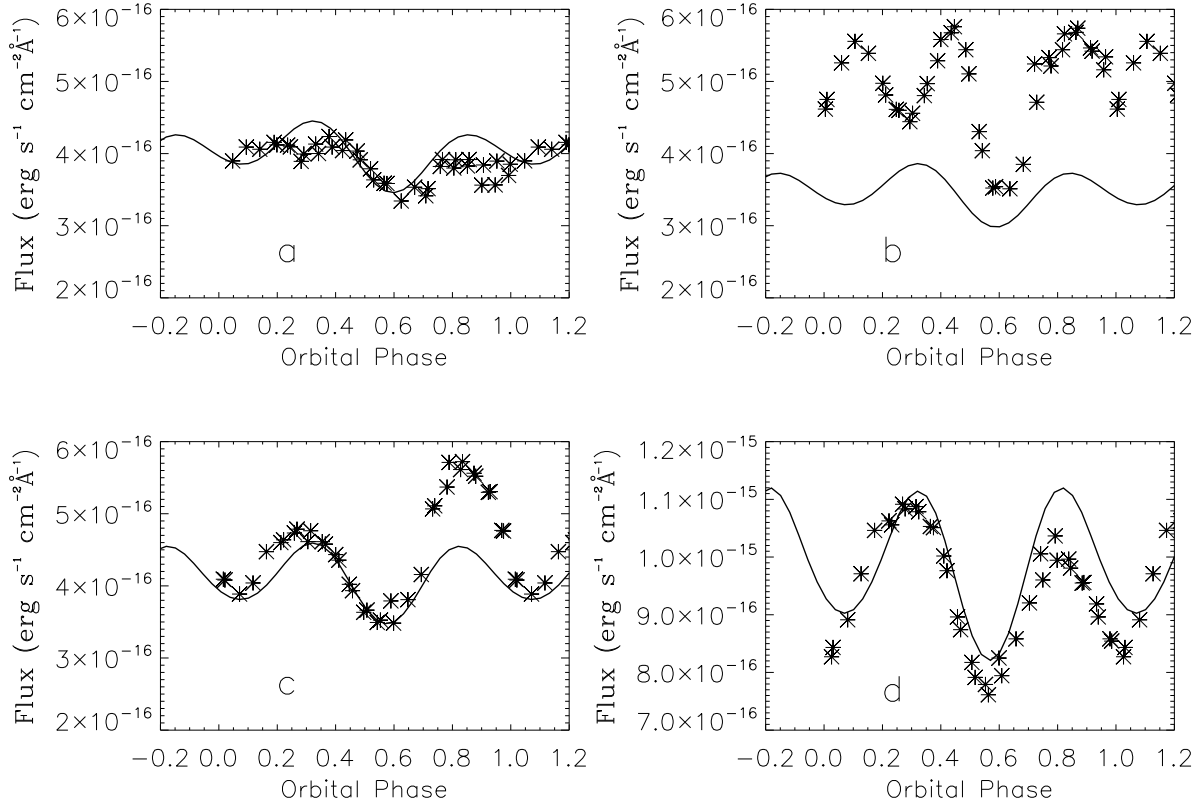 6×10⁻¹⁶
5×10⁻¹⁶
4×10⁻¹⁶
3×10⁻¹⁶
2×10⁻¹⁶
Flux (erg s⁻¹ cm⁻²Å⁻¹)
a
−0.2 0.0 0.2 0.4 0.6 0.8 1.0 1.2
Orbital Phase
6×10⁻¹⁶
5×10⁻¹⁶
4×10⁻¹⁶
3×10⁻¹⁶
2×10⁻¹⁶
Flux (erg s⁻¹ cm⁻²Å⁻¹)
b
−0.2 0.0 0.2 0.4 0.6 0.8 1.0 1.2
Orbital Phase
6×10⁻¹⁶
5×10⁻¹⁶
4×10⁻¹⁶
3×10⁻¹⁶
2×10⁻¹⁶
Flux (erg s⁻¹ cm⁻²Å⁻¹)
c
−0.2 0.0 0.2 0.4 0.6 0.8 1.0 1.2
Orbital Phase
1.2×10⁻¹⁵
1.1×10⁻¹⁵
1.0×10⁻¹⁵
9.0×10⁻¹⁶
8.0×10⁻¹⁶
7.0×10⁻¹⁶
Flux (erg s⁻¹ cm⁻²Å⁻¹)
d
−0.2 0.0 0.2 0.4 0.6 0.8 1.0 1.2
Orbital Phase